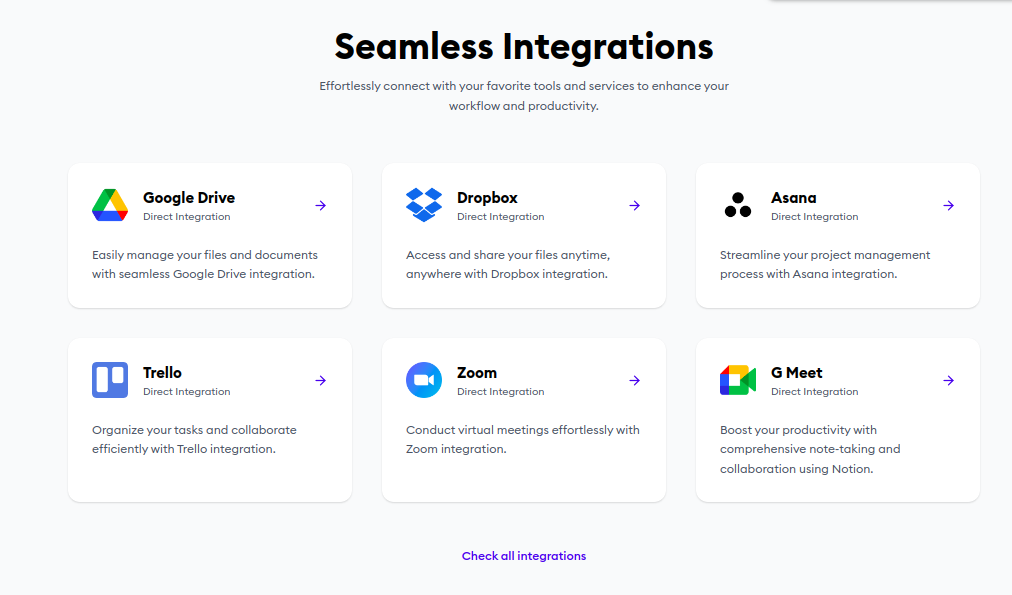 Seamless Integrations
Effortlessly connect with your favorite tools and services to enhance your
workflow and productivity.
Google Drive
Direct Integration
Easily manage your files and documents
with seamless Google Drive integration.
Dropbox
Direct Integration
Access and share your files anytime,
anywhere with Dropbox integration.
Asana
Direct Integration
Streamline your project management
process with Asana integration.
Trello
Direct Integration
Organize your tasks and collaborate
efficiently with Trello integration.
Zoom
Direct Integration
Conduct virtual meetings effortlessly with
Zoom integration.
G Meet
Direct Integration
Boost your productivity with
comprehensive note-taking and
collaboration using Notion.
Check all integrations